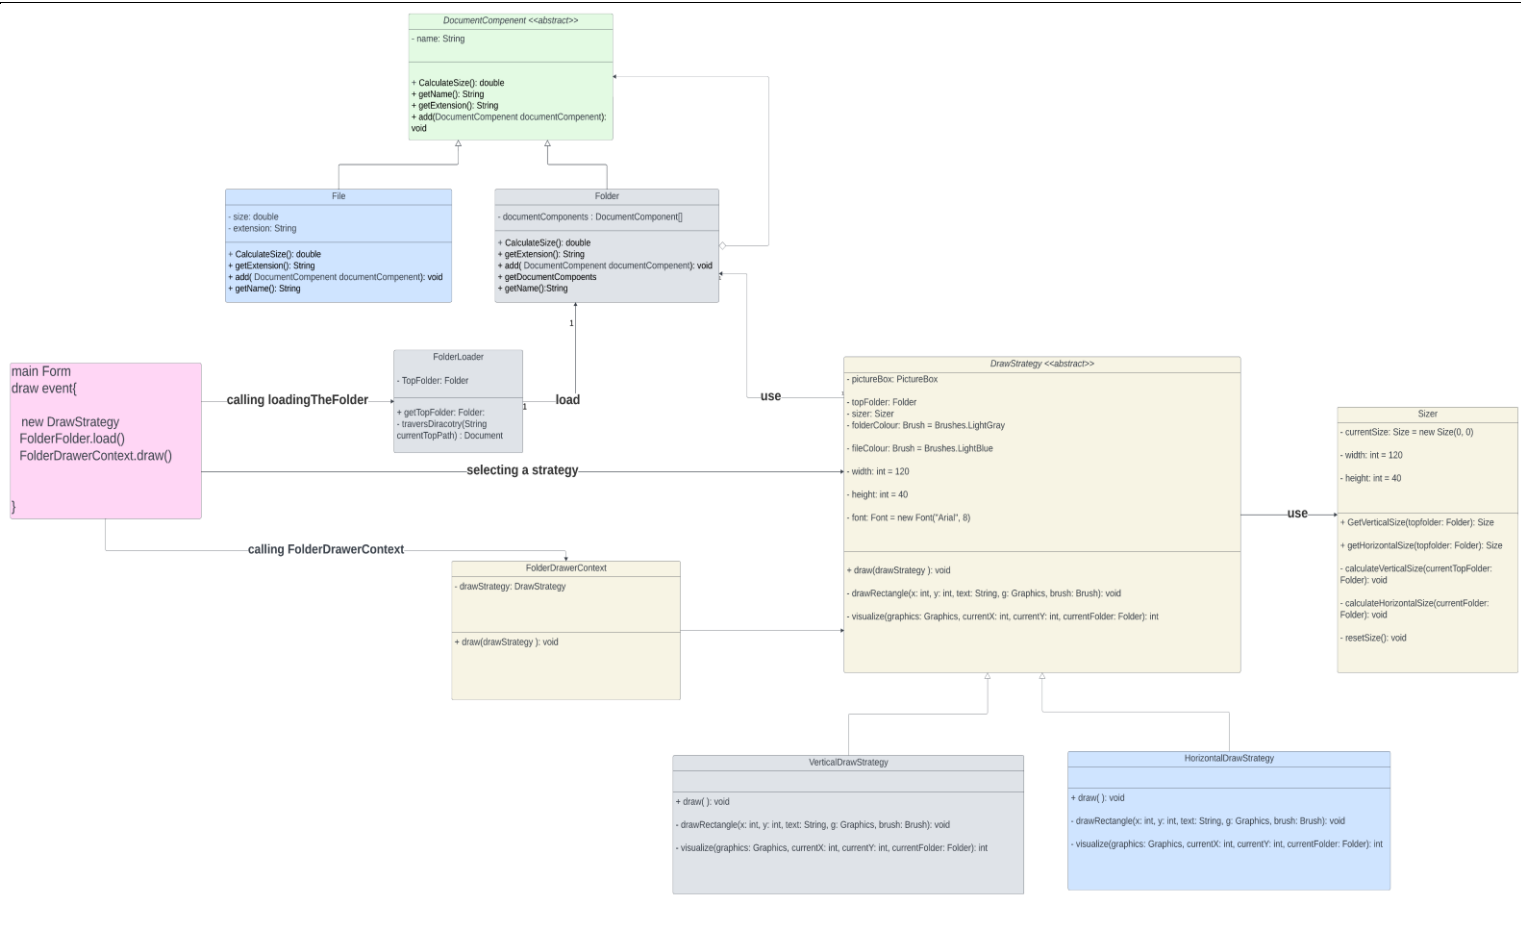 DocumentCompenent <<abstract>>
- name: String
+ CalculateSize(): double
+ getName(): String
+ getExtension(): String
+ add(DocumentCompenent documentCompenent):
void
File
- size: double
- extension: String
+ CalculateSize(): double
+ getExtension(): String
+ add( DocumentCompenent documentCompenent): void
+ getName(): String
Folder
- documentComponents : DocumentComponent[]
+ CalculateSize(): double
+ getExtension(): String
+ add( DocumentCompenent documentCompenent): void
+ getDocumentCompoents
+ getName():String
1
main Form
draw event{
new DrawStrategy
FolderFolder.load()
FolderDrawerContext.draw()
}
calling loadingTheFolder
FolderLoader
- TopFolder: Folder
+ getTopFolder: Folder:
- traversDiracotry(String
currentTopPath) : Document
1
load
use
selecting a strategy
calling FolderDrawerContext
FolderDrawerContext
- drawStrategy: DrawStrategy
+ draw(drawStrategy ): void
DrawStrategy <<abstract>>
- pictureBox: PictureBox
- topFolder: Folder
- sizer: Sizer
- folderColour: Brush = Brushes.LightGray
- fileColour: Brush = Brushes.LightBlue
- width: int = 120
- height: int = 40
- font: Font = new Font("Arial", 8)
+ draw(drawStrategy ): void
- drawRectangle(x: int, y: int, text: String, g: Graphics, brush: Brush): void
- visualize(graphics: Graphics, currentX: int, currentY: int, currentFolder: Folder): int
use
Sizer
- currentSize: Size = new Size(0, 0)
- width: int = 120
- height: int = 40
+ GetVerticalSize(topfolder: Folder): Size
+ getHorizontalSize(topfolder: Folder): Size
- calculateVerticalSize(currentTopFolder:
Folder): void
- calculateHorizontalSize(currentFolder:
Folder): void
- resetSize(): void
VerticalDrawStrategy
+ draw( ): void
- drawRectangle(x: int, y: int, text: String, g: Graphics, brush: Brush): void
- visualize(graphics: Graphics, currentX: int, currentY: int, currentFolder: Folder): int
HorizontalDrawStrategy
+ draw( ): void
- drawRectangle(x: int, y: int, text: String, g: Graphics, brush: Brush): void
- visualize(graphics: Graphics, currentX: int, currentY: int, currentFolder: Folder): int